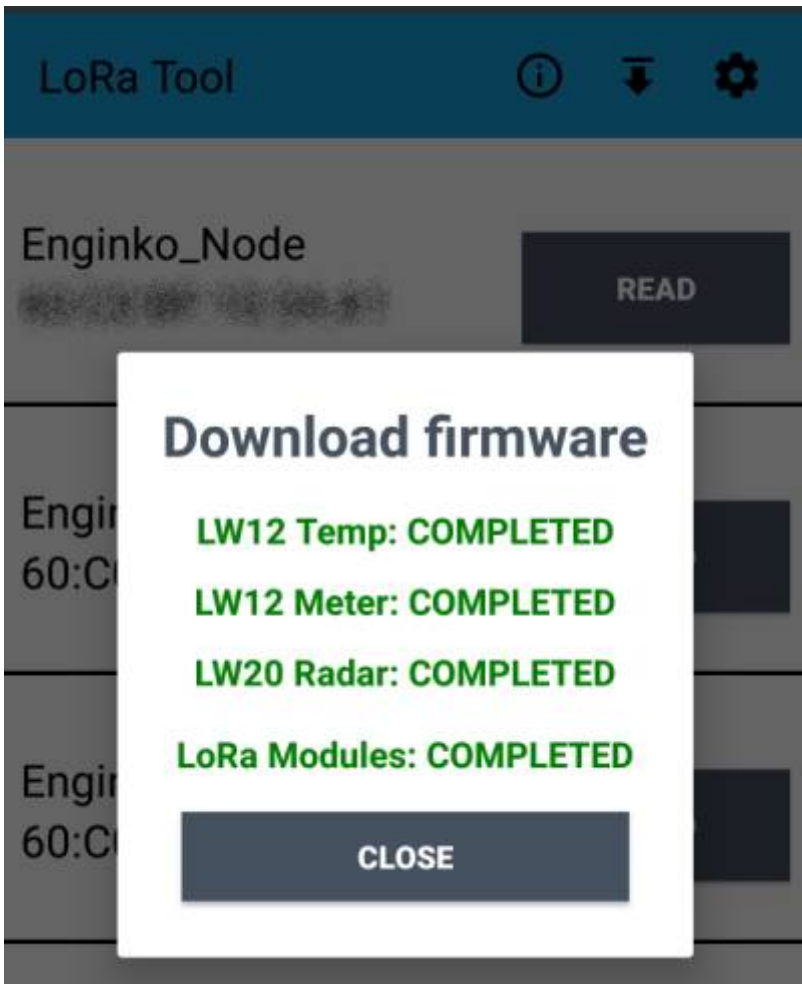 LoRa Tool
Enginko_Node
READ
Download firmware
LW12 Temp: COMPLETED
LW12 Meter: COMPLETED
LW20 Radar: COMPLETED
LoRa Modules: COMPLETED
CLOSE